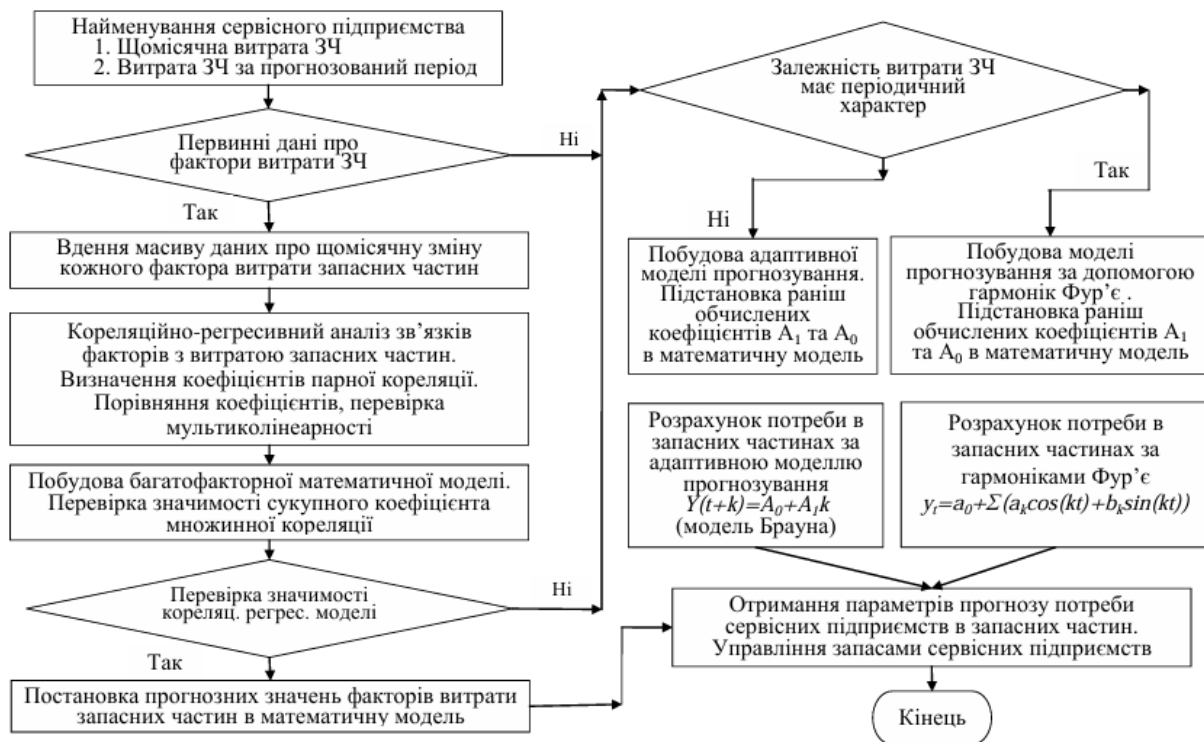 Найменування сервісного підприємства
1. Щомісячна витрата ЗЧ
2. Витрата ЗЧ за прогнозований період
Первинні дані про
фактори витрати ЗЧ
Ні
Так
Вдення масиву даних про щомісячну зміну
кожного фактора витрати запасних частин
Кореляційно-регресивний аналіз зв’язків
факторів з витратою запасних частин.
Визначення коефіцієнтів парної кореляції.
Порівняння коефіцієнтів, перевірка
мультиколінеарності
Побудова багатофакторної математичної моделі.
Перевірка значимості сукупного коефіцієнта
множинної кореляції
Перевірка значимості
кореляц. регрес. моделі
Ні
Так
Постановка прогнозних значень факторів витрати
запасних частин в математичну модель
Залежність витрати ЗЧ
має періодичний
характер
Так
Ні
Побудова адаптивної
моделі прогнозування.
Підстановка раніш
обчислених
коефіцієнтів A₁ та A₀
в математичну модель
Побудова моделі
прогнозування за допомогою
гармонік Фур’є .
Підстановка раніш
обчислених коефіцієнтів A₁
та A₀ в математичну модель
Розрахунок потреби в
запасних частинах за
адаптивною моделлю
прогнозування
Y(t+k)=A₀+A₁k
(модель Брауна)
Розрахунок потреби в
запасних частинах за
гармоніками Фур’є
yₜ=a₀+Σ(aₖcos(kt)+bₖsin(kt))
Отримання параметрів прогнозу потреби
сервісних підприємств в запасних частин.
Управління запасами сервісних підприємств
Кінець